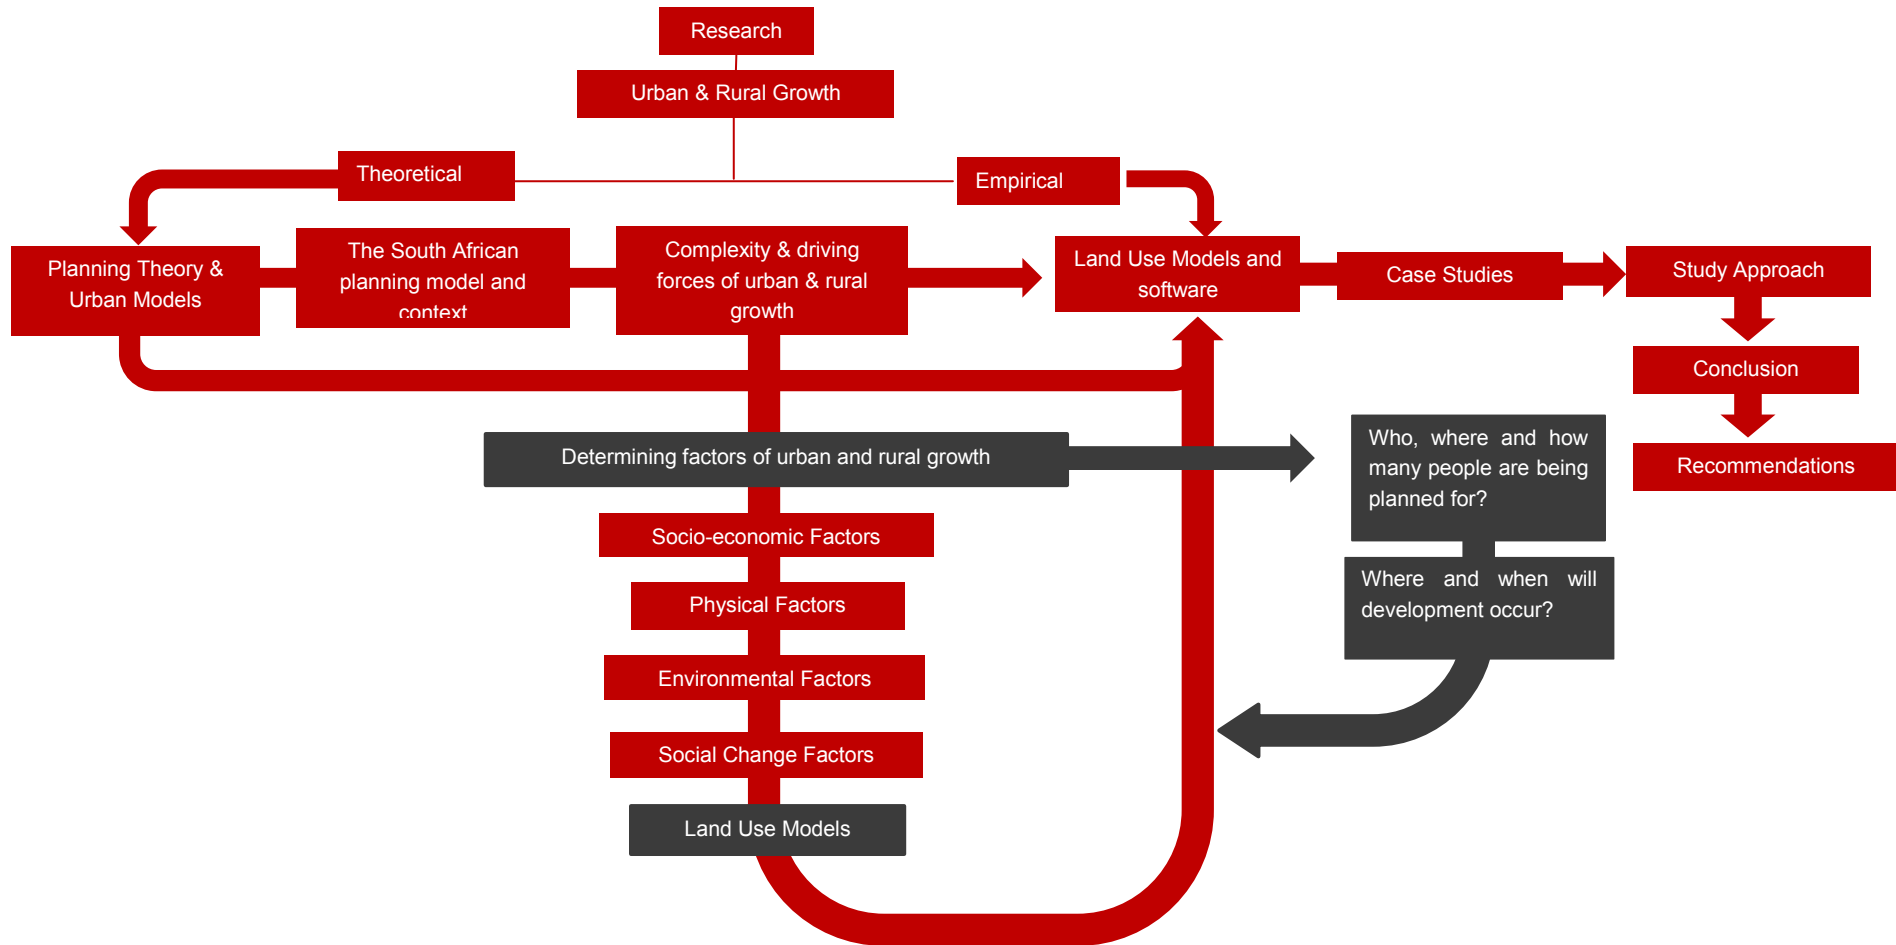 Research
Urban & Rural Growth
Theoretical
Empirical
Planning Theory &
Urban Models
The South African
planning model and
context
Complexity & driving
forces of urban & rural
growth
Land Use Models and
software
Case Studies
Study Approach
Conclusion
Recommendations
Determining factors of urban and rural growth
Who, where and how
many people are being
planned for?
Where and when will
development occur?
Socio-economic Factors
Physical Factors
Environmental Factors
Social Change Factors
Land Use Models